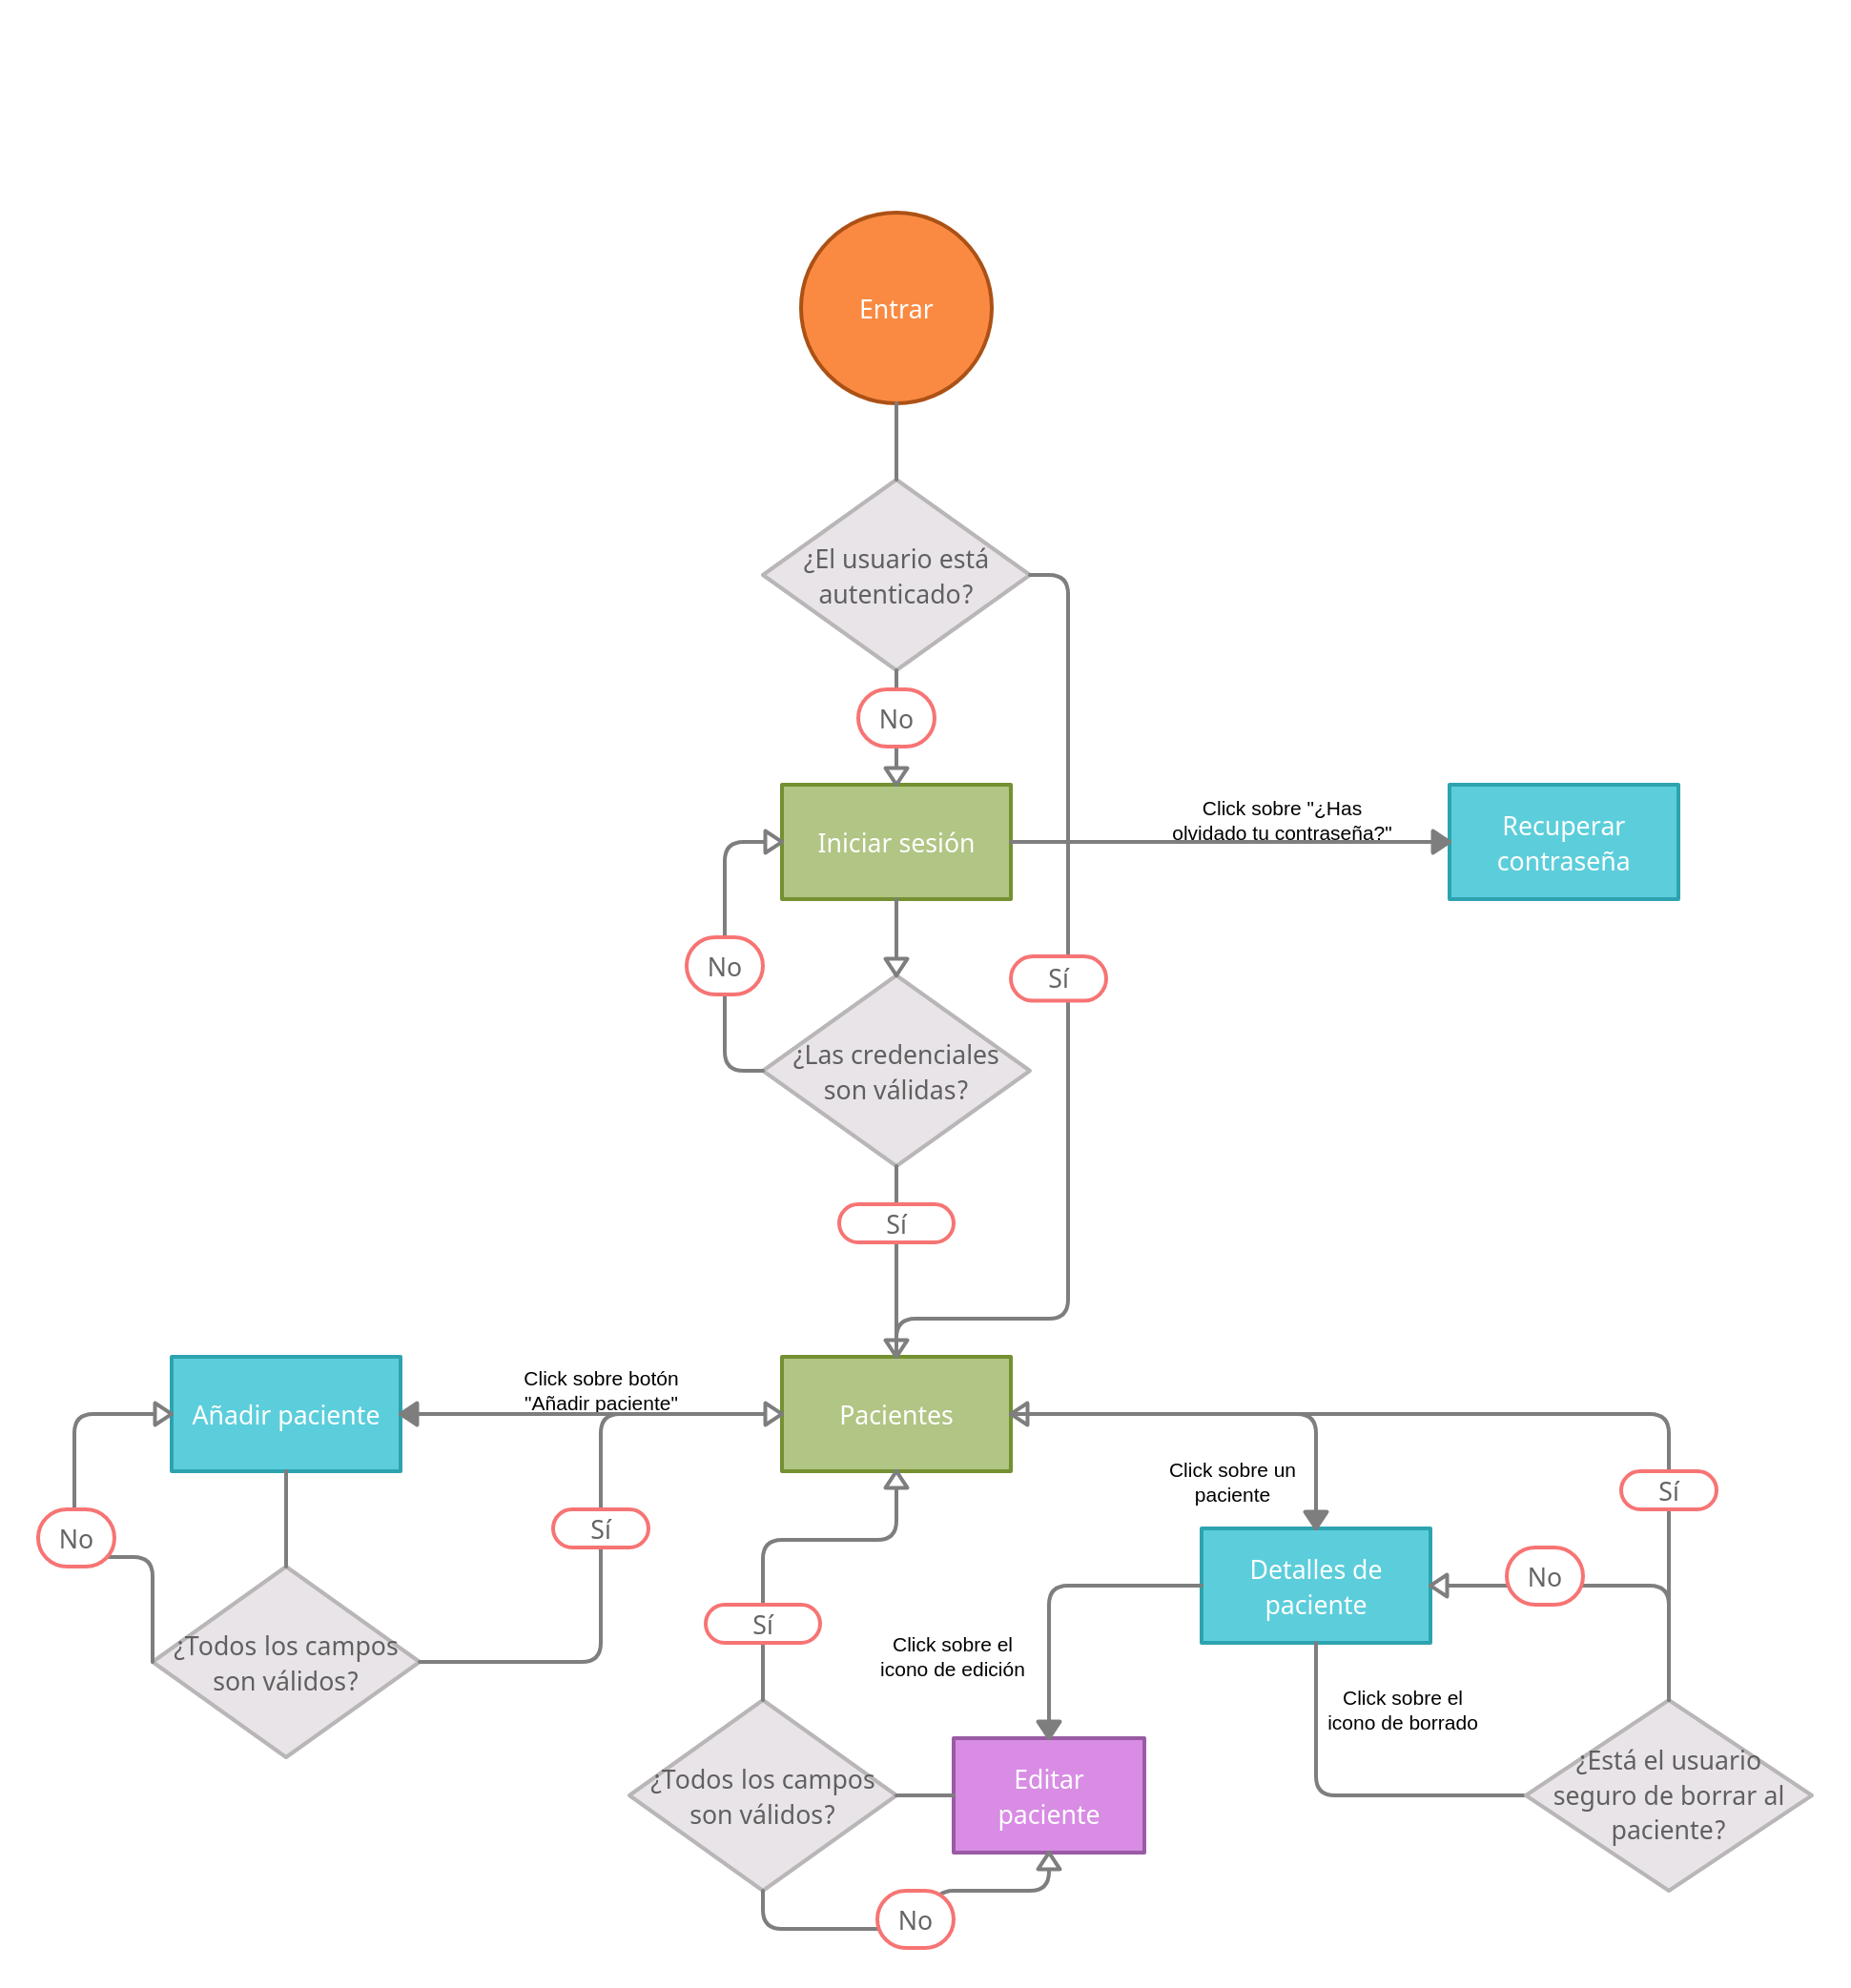 Entrar
¿El usuario está
autenticado?
No
Iniciar sesión
Click sobre "¿Has
olvidado tu contraseña?"
Recuperar
contraseña
No
Sí
¿Las credenciales
son válidas?
Sí
Añadir paciente
Click sobre botón
"Añadir paciente"
Pacientes
Click sobre un
paciente
Sí
No
Sí
Detalles de
paciente
No
¿Todos los campos
son válidos?
Sí
Click sobre el
icono de edición
Click sobre el
icono de borrado
¿Todos los campos
son válidos?
Editar
paciente
¿Está el usuario
seguro de borrar al
paciente?
No